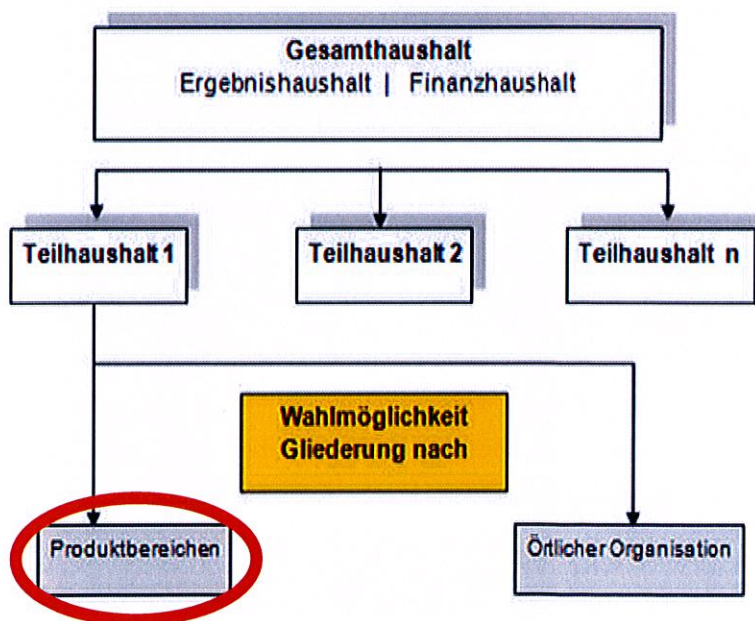 Gesamthaushalt
Ergebnishaushalt | Finanzhaushalt
Teilhaushalt 1
Teilhaushalt 2
Teilhaushalt n
Wahlmöglichkeit
Gliederung nach
Produktbereichen
Örtlicher Organisation